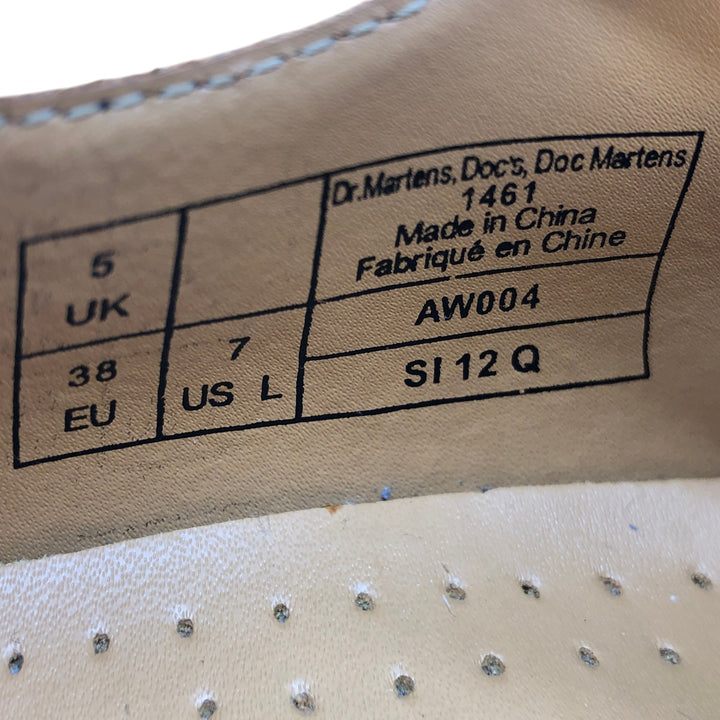 5
UK
38
EU
7
US L
Dr.Martens, Doc's, Doc Martens
1461
Made in China
Fabriqué en Chine
AW004
SI 12 Q